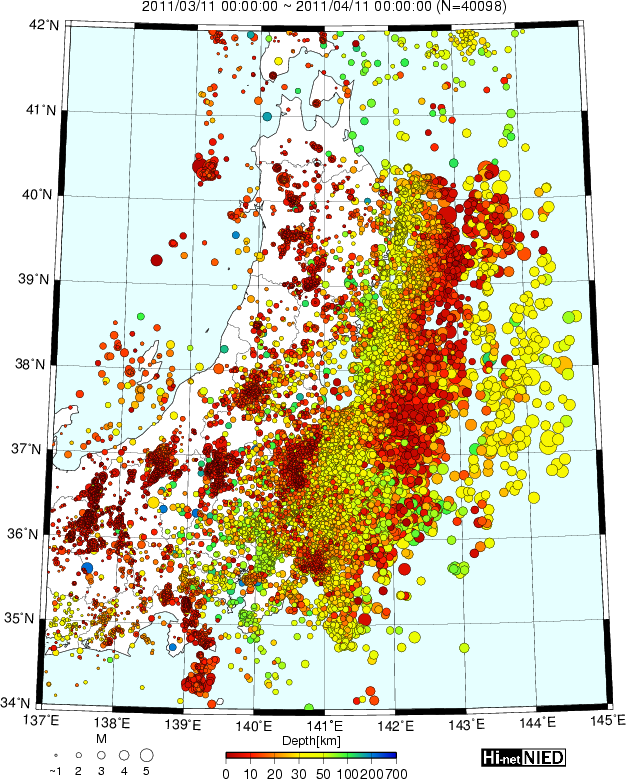 2011/03/11 00:00:00 ~ 2011/04/11 00:00:00 (N=40098)
42˚N
41˚N
40˚N
39˚N
38˚N
37˚N
36˚N
35˚N
34˚N
137˚E 138˚E 139˚E 140˚E 141˚E 142˚E 143˚E 144˚E 145˚E
M
~1 2 3 4 5
Depth[km]
0 10 20 30 50 100 200 700
Hi-net NIED